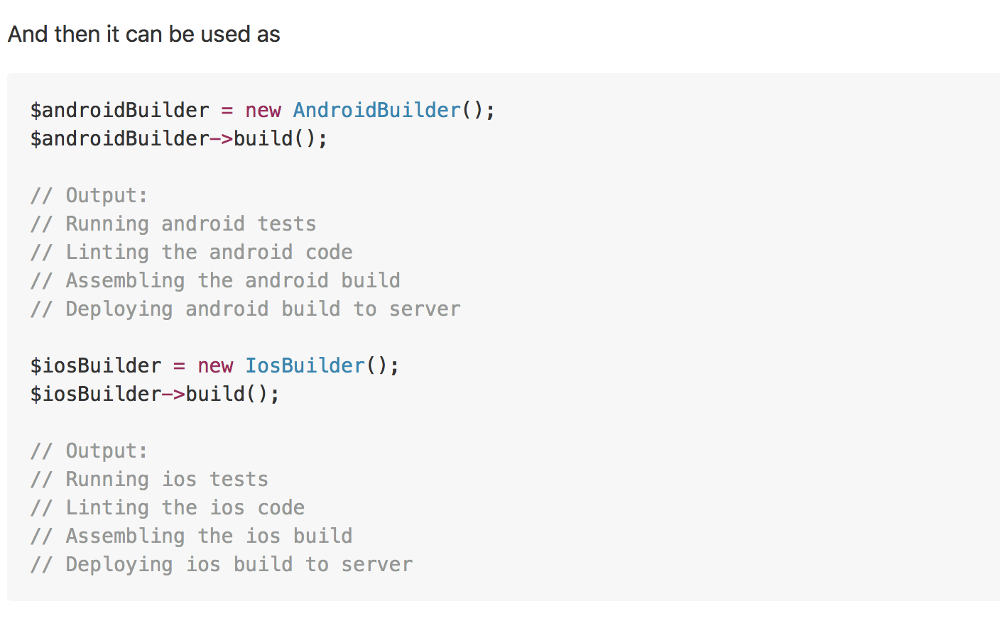 And then it can be used as
$androidBuilder = new AndroidBuilder();
$androidBuilder->build();
// Output:
// Running android tests
// Linting the android code
// Assembling the android build
// Deploying android build to server
$iosBuilder = new IosBuilder();
$iosBuilder->build();
// Output:
// Running ios tests
// Linting the ios code
// Assembling the ios build
// Deploying ios build to server